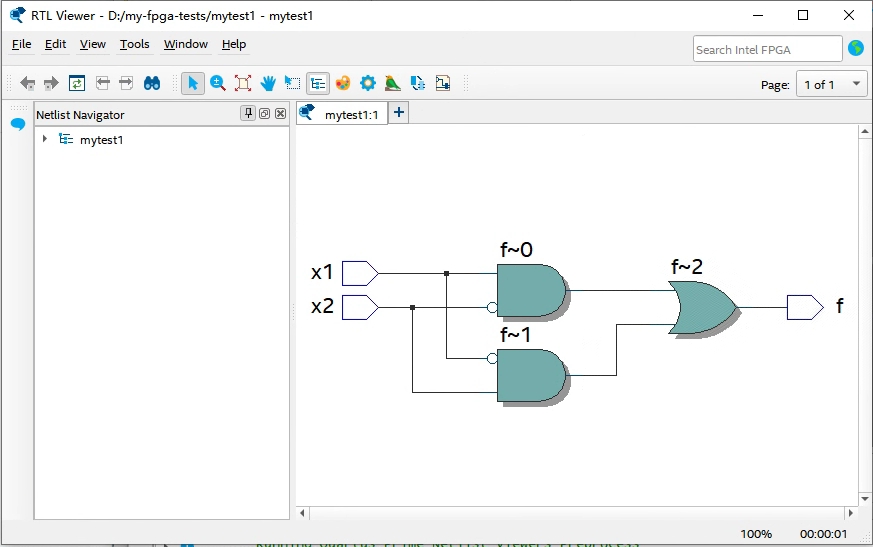 RTL Viewer - D:/my-fpga-tests/mytest1 - mytest1
File Edit View Tools Window Help
Search Intel FPGA
Page: 1 of 1
Netlist Navigator
mytest1
mytest1:1
f~0
x1
f~2
x2
f
f~1
100% 00:00:01